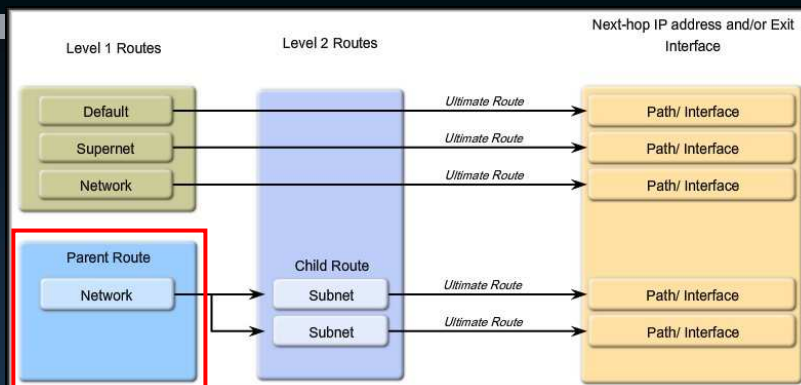 Level 1 Routes
Level 2 Routes
Next-hop IP address and/or Exit
Interface
Default
Ultimate Route
Path/ Interface
Supernet
Ultimate Route
Path/ Interface
Network
Ultimate Route
Path/ Interface
Parent Route
Child Route
Network
Subnet
Ultimate Route
Path/ Interface
Subnet
Ultimate Route
Path/ Interface